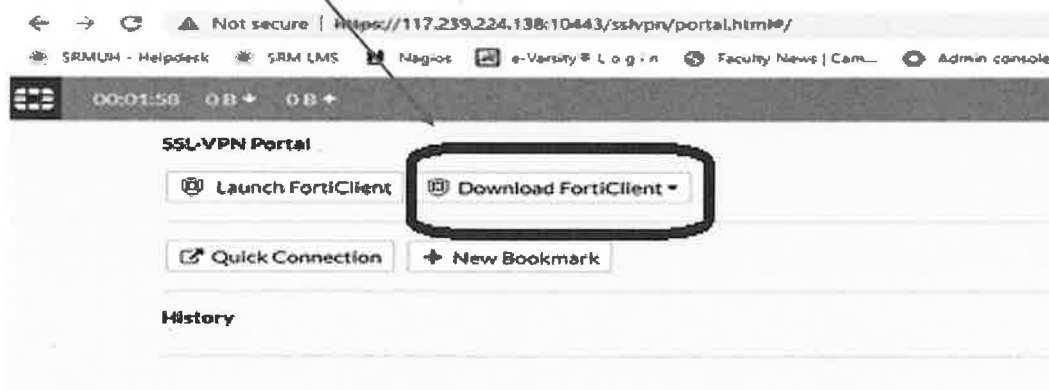 Not secure | https://117.239.224.138:10443/sslvpn/portal.html#/
SRMUH - Helpdesk SRM LMS Nagios e-Varsity # L o g i n Faculty News | Cam... Admin console
00:01:58 0 B 0 B
SSL-VPN Portal
Launch FortiClient Download FortiClient
Quick Connection + New Bookmark
History